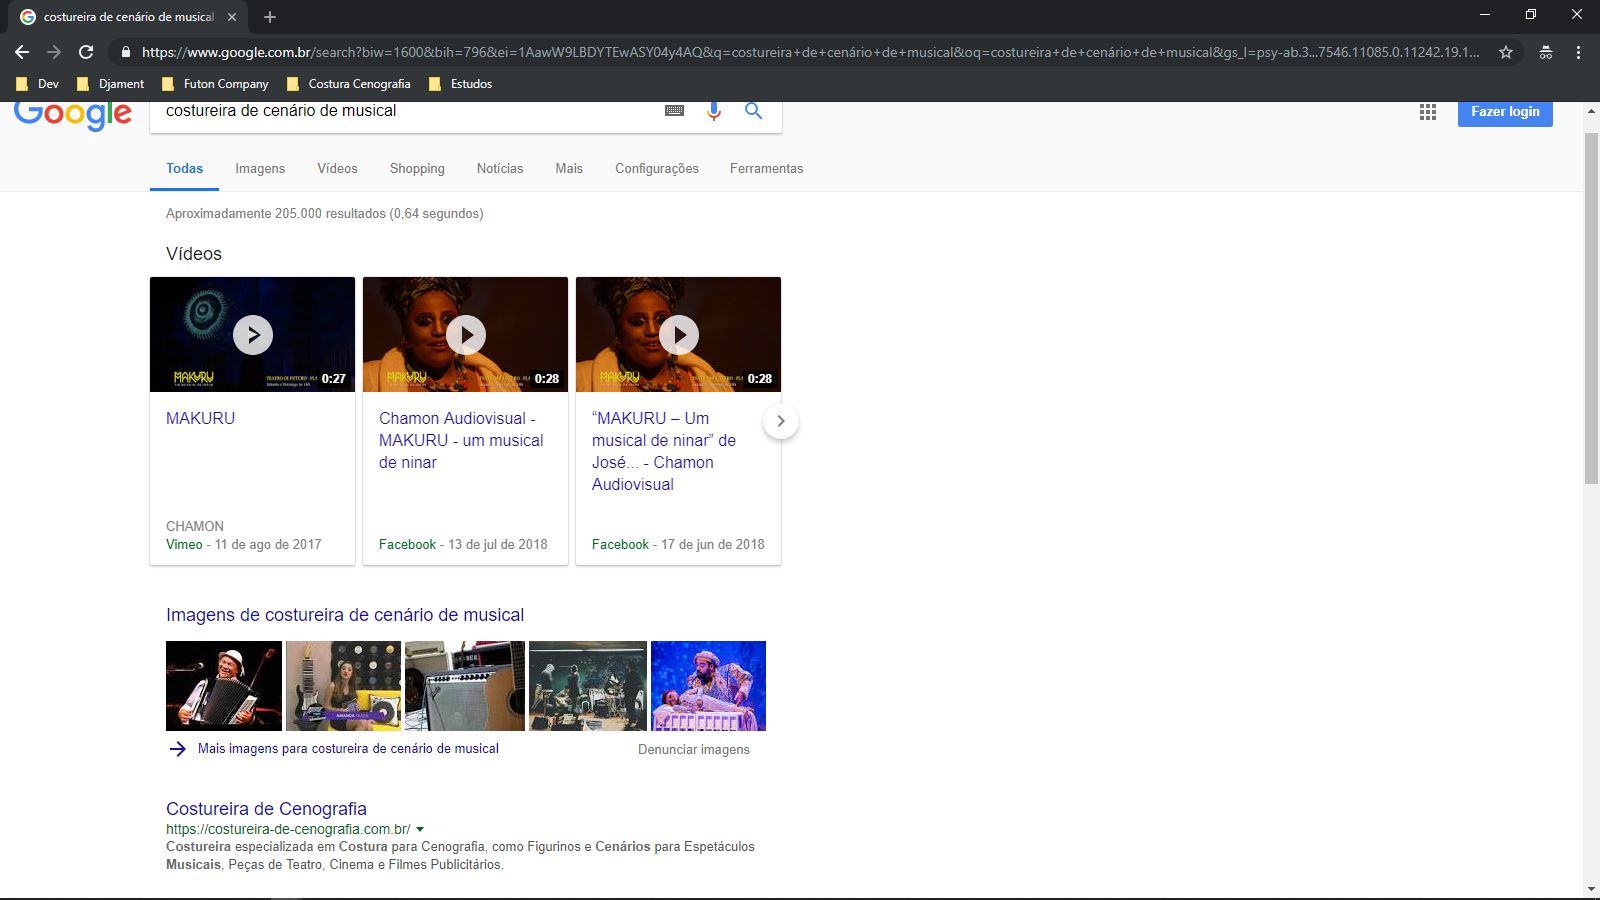 costureira de cenário de musical
https://www.google.com.br/search?biw=1600&bih=796&ei=1AawW9LBDYTEwASY04y4AQ&q=costureira+de+cenário+de+musical&oq=costureira+de+cenário+de+musical&gs_l=psy-ab.3...7546.11085.0.11242.19.1...
Dev Djament Futon Company Costura Cenografia Estudos
Google costureira de cenário de musical Fazer login
Todas Imagens Vídeos Shopping Notícias Mais Configurações Ferramentas
Aproximadamente 205.000 resultados (0,64 segundos)
Vídeos
MAKURU
0:27
MAKURU
CHAMON
Vimeo - 11 de ago de 2017
MAKURU
0:28
Chamon Audiovisual -
MAKURU - um musical
de ninar
Facebook - 13 de jul de 2018
MAKURU
0:28
“MAKURU – Um
musical de ninar” de
José... - Chamon
Audiovisual
Facebook - 17 de jun de 2018
Imagens de costureira de cenário de musical
Mais imagens para costureira de cenário de musical Denunciar imagens
Costureira de Cenografia
https://costureira-de-cenografia.com.br/
Costureira especializada em Costura para Cenografia, como Figurinos e Cenários para Espetáculos
Musicais, Peças de Teatro, Cinema e Filmes Publicitários.